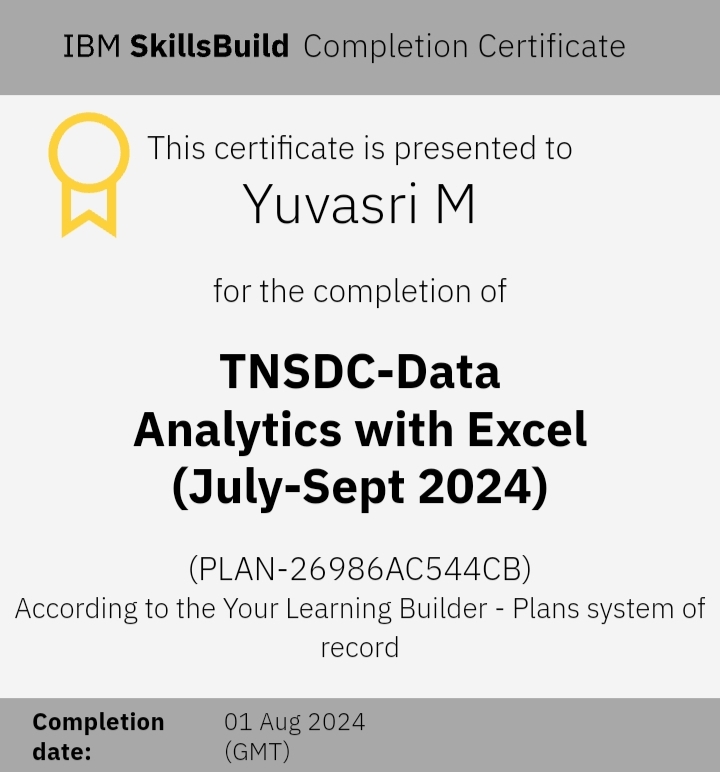 IBM SkillsBuild Completion Certificate
This certificate is presented to
Yuvasri M
for the completion of
TNSDC-Data
Analytics with Excel
(July-Sept 2024)
(PLAN-26986AC544CB)
According to the Your Learning Builder - Plans system of
record
Completion 01 Aug 2024
date: (GMT)